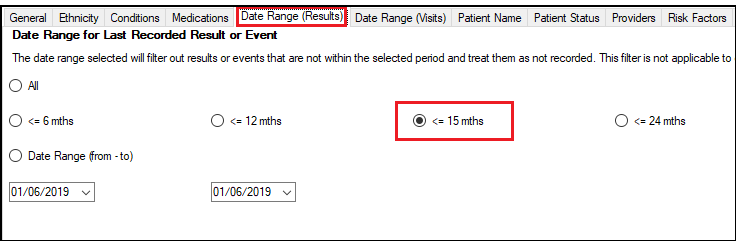 General Ethnicity Conditions Medications Date Range (Results) Date Range (Visits) Patient Name Patient Status Providers Risk Factors
Date Range for Last Recorded Result or Event
The date range selected will filter out results or events that are not within the selected period and treat them as not recorded. This filter is not applicable to
All
<= 6 mths <= 12 mths <= 15 mths <= 24 mths
Date Range (from - to)
01/06/2019 01/06/2019